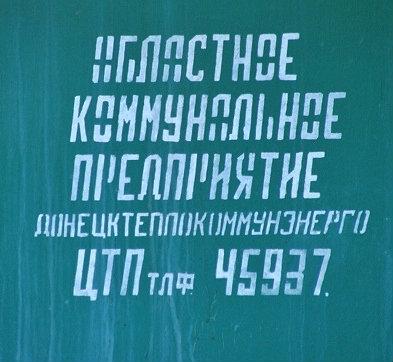 ОБЛАСТНОЕ
КОММУНАЛЬНОЕ
ПРЕДПРИЯТИЕ
ДОНЕЦКТЕПЛОКОММУНЭНЕРГО
ЦТП ТЛФ. 45937.